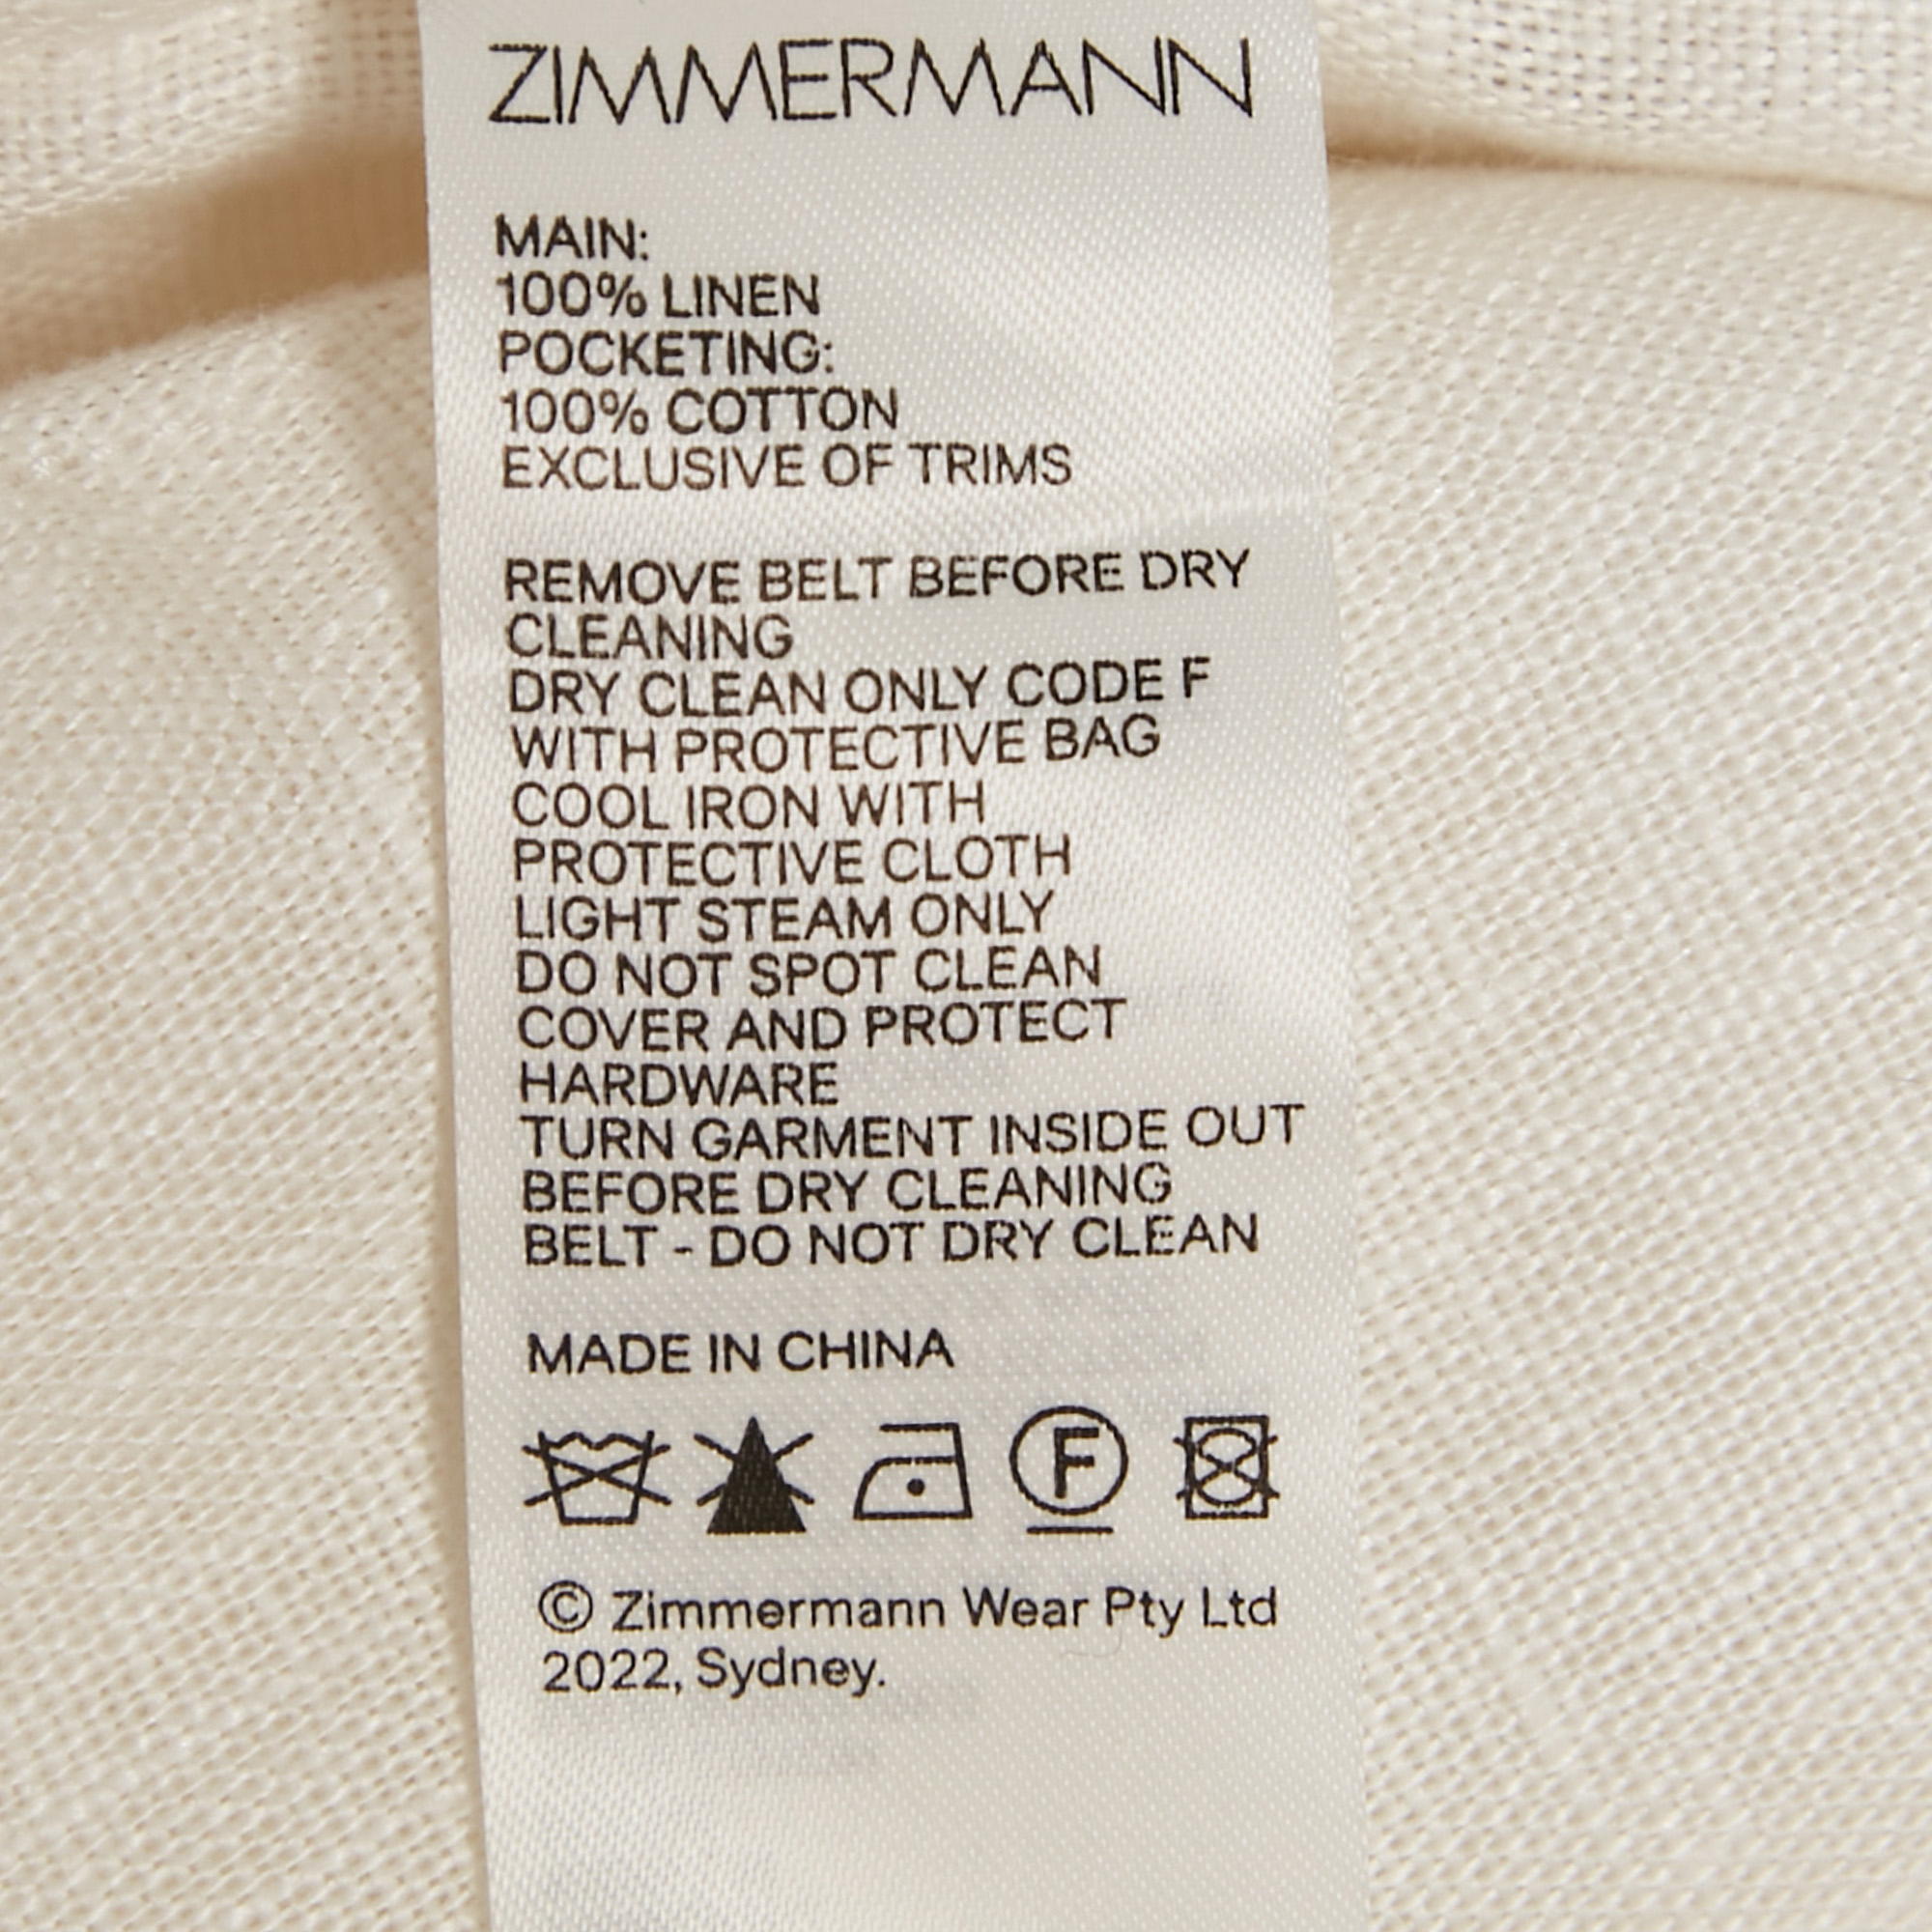 ZIMMERMANN
MAIN:
100% LINEN
POCKETING:
100% COTTON
EXCLUSIVE OF TRIMS
REMOVE BELT BEFORE DRY
CLEANING
DRY CLEAN ONLY CODE F
WITH PROTECTIVE BAG
COOL IRON WITH
PROTECTIVE CLOTH
LIGHT STEAM ONLY
DO NOT SPOT CLEAN
COVER AND PROTECT
HARDWARE
TURN GARMENT INSIDE OUT
BEFORE DRY CLEANING
BELT - DO NOT DRY CLEAN
MADE IN CHINA
F
© Zimmermann Wear Pty Ltd
2022, Sydney.